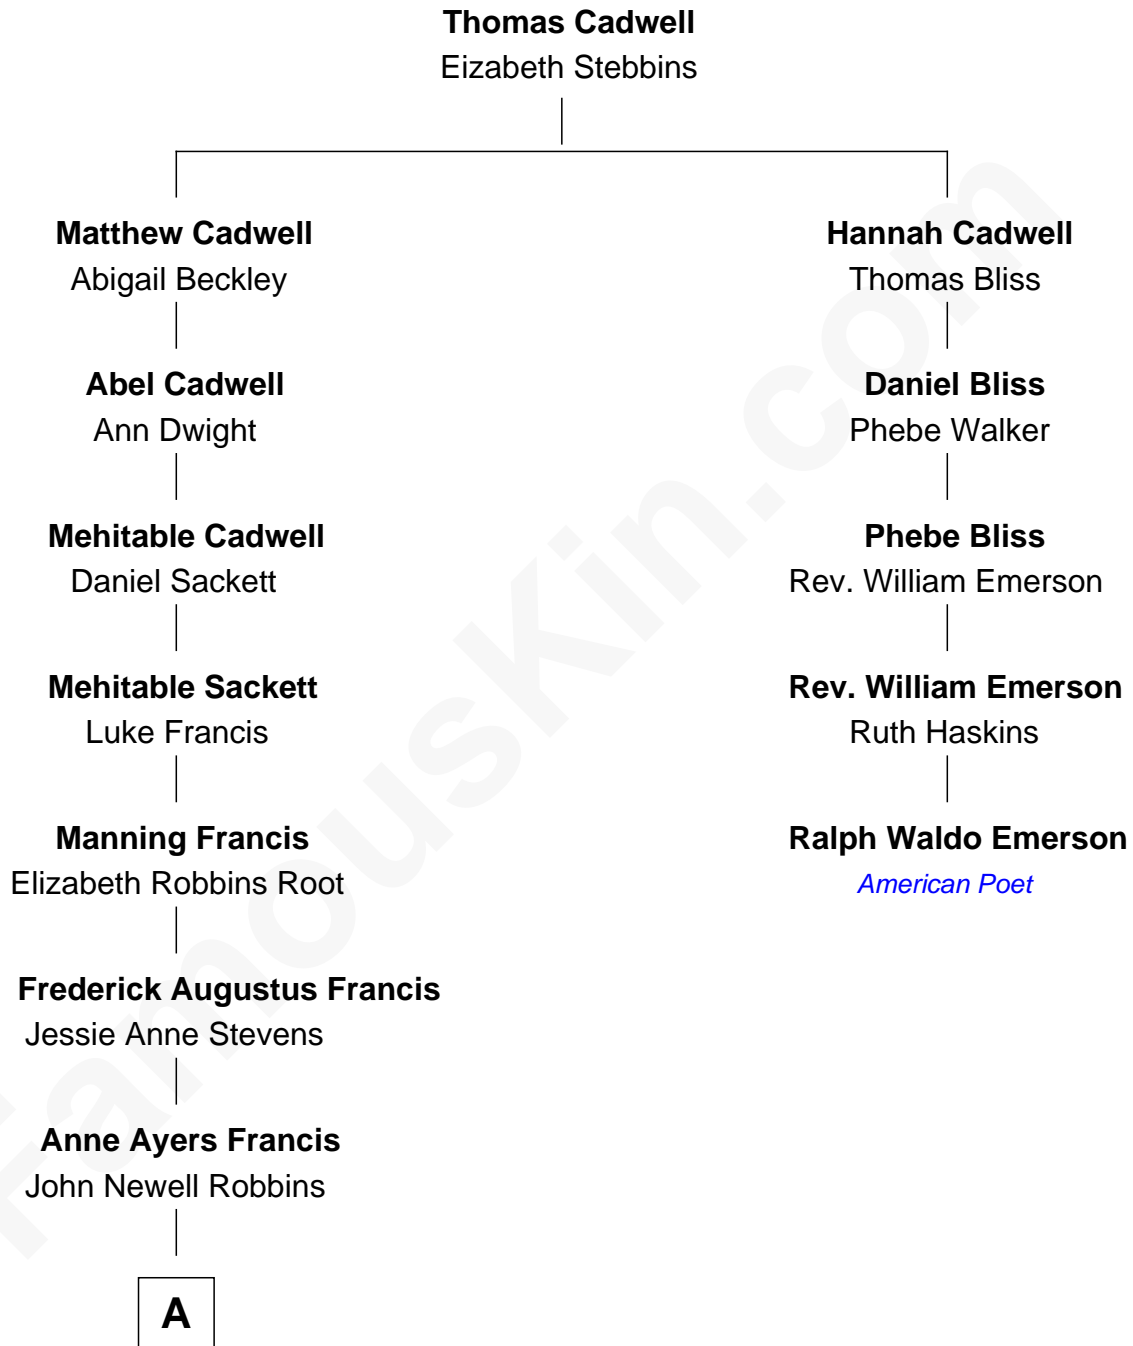 Thomas Cadwell
Eizabeth Stebbins
Matthew Cadwell
Abigail Beckley
Abel Cadwell
Ann Dwight
Mehitable Cadwell
Daniel Sackett
Mehitable Sackett
Luke Francis
Manning Francis
Elizabeth Robbins Root
Frederick Augustus Francis
Jessie Anne Stevens
Anne Ayers Francis
John Newell Robbins
A
Hannah Cadwell
Thomas Bliss
Daniel Bliss
Phebe Walker
Phebe Bliss
Rev. William Emerson
Rev. William Emerson
Ruth Haskins
Ralph Waldo Emerson
American Poet
FamousKin.com